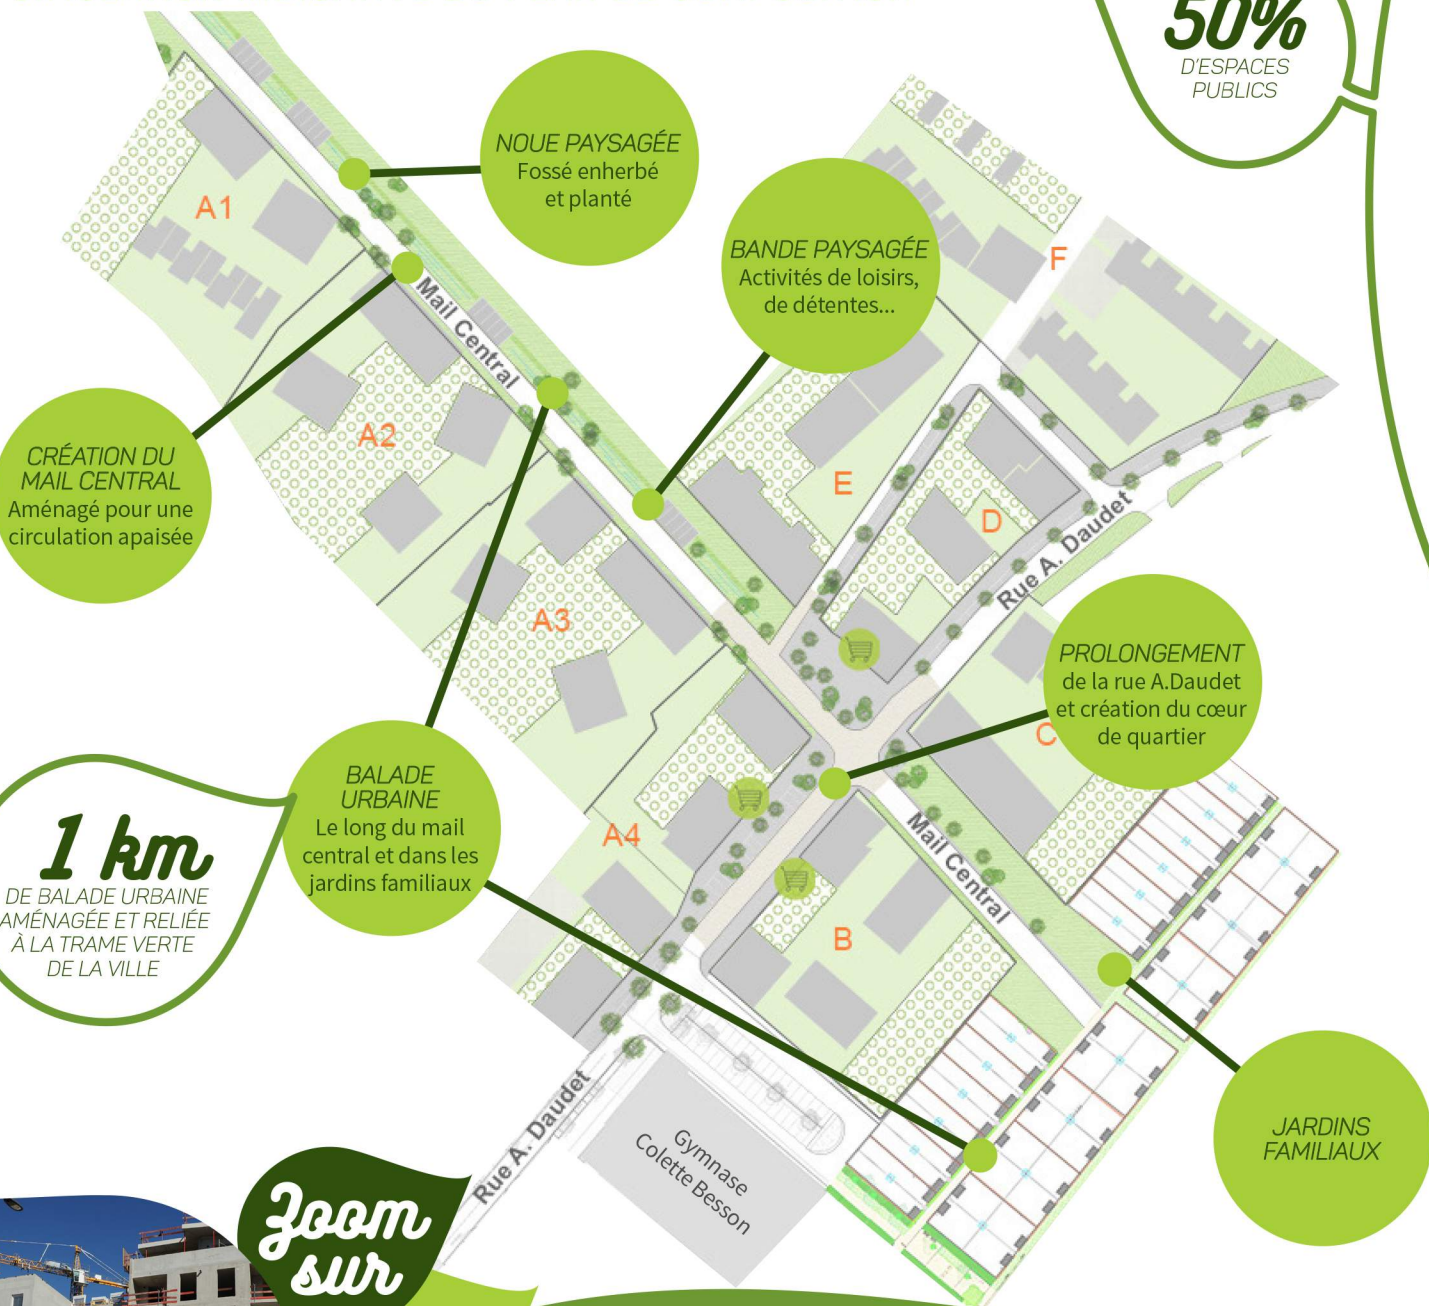 50%
D'ESPACES
PUBLICS
NOUE PAYSAGÉE
Fossé enherbé
et planté
BANDE PAYSAGÉE
Activités de loisirs,
de détentes...
A1
F
Mail Central
CRÉATION DU
MAIL CENTRAL
Aménagé pour une
circulation apaisée
A2
E
D
Rue A. Daudet
A3
PROLONGEMENT
de la rue A.Daudet
et création du cœur
de quartier
C
BALADE
URBAINE
Le long du mail
central et dans les
jardins familiaux
1 km
DE BALADE URBAINE
AMÉNAGÉE ET RELIÉE
À LA TRAME VERTE
DE LA VILLE
A4
Mail Central
B
Rue A. Daudet
Gymnase
Colette Besson
JARDINS
FAMILIAUX
Zoom
sur